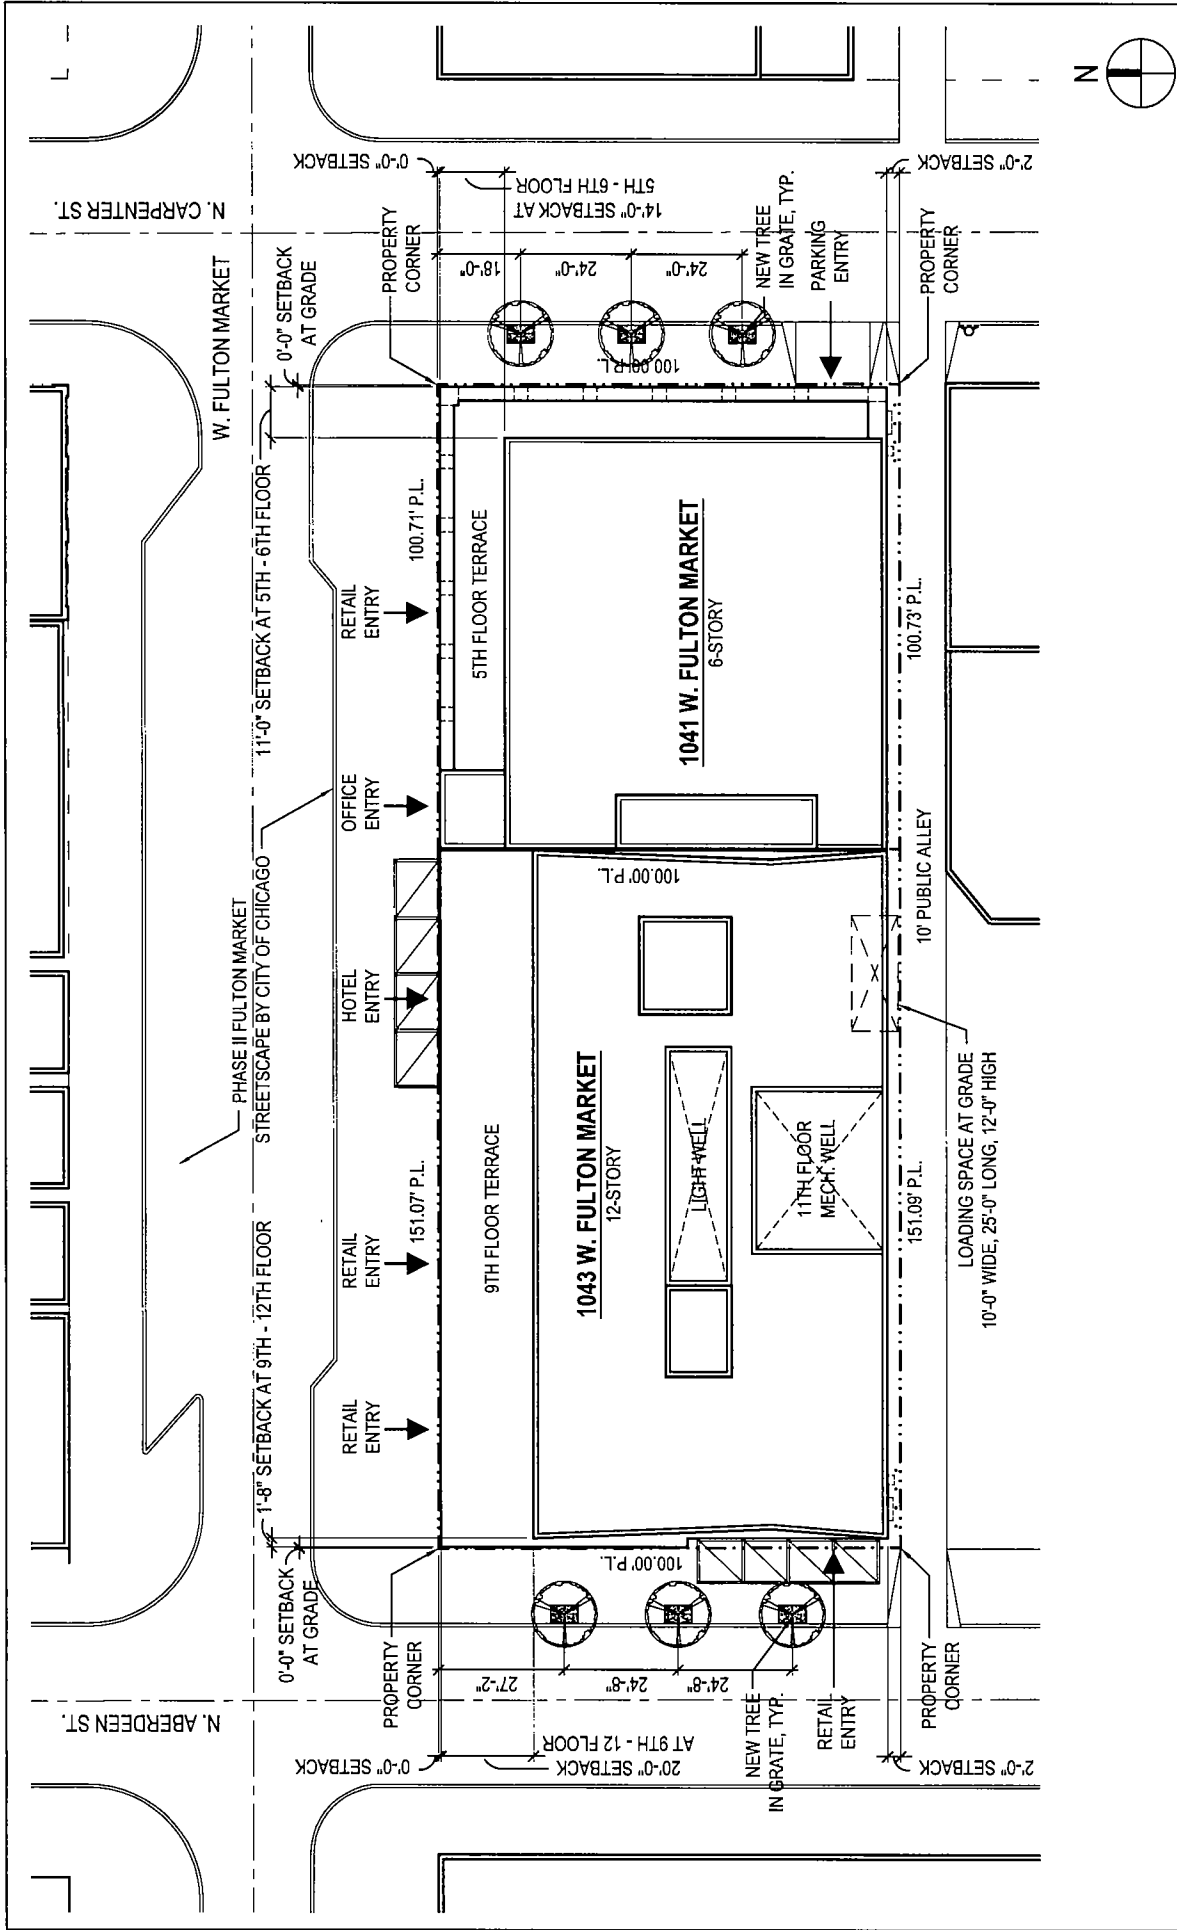 N
N. ABERDEEN ST.
N. CARPENTER ST.
W. FULTON MARKET
PHASE II FULTON MARKET
STREETSCAPE BY CITY OF CHICAGO
1'-8" SETBACK AT 9TH - 12TH FLOOR
11'-0" SETBACK AT 5TH - 6TH FLOOR
0'-0" SETBACK
AT GRADE
0'-0" SETBACK
AT GRADE
PROPERTY
CORNER
RETAIL
ENTRY
RETAIL
ENTRY
HOTEL
ENTRY
OFFICE
ENTRY
RETAIL
ENTRY
PROPERTY
CORNER
151.07' P.L.
100.71' P.L.
0'-0" SETBACK
20'-0" SETBACK
AT 9TH - 12 FLOOR
27'-2"
24'-8"
24'-8"
100.00' P.L.
9TH FLOOR TERRACE
5TH FLOOR TERRACE
100.00' P.L.
100.00' P.L.
0'-0" SETBACK
14'-0" SETBACK AT
5TH - 6TH FLOOR
18'-0"
24'-0"
24'-0"
1043 W. FULTON MARKET
12-STORY
1041 W. FULTON MARKET
6-STORY
LIGHT WELL
11TH FLOOR
MECH. WELL
NEW TREE
IN GRATE, TYP.
RETAIL
ENTRY
NEW TREE
IN GRATE, TYP.
PARKING
ENTRY
151.09' P.L.
100.73' P.L.
10' PUBLIC ALLEY
PROPERTY
CORNER
2'-0" SETBACK
PROPERTY
CORNER
2'-0" SETBACK
LOADING SPACE AT GRADE
10'-0" WIDE, 25'-0" LONG, 12'-0" HIGH